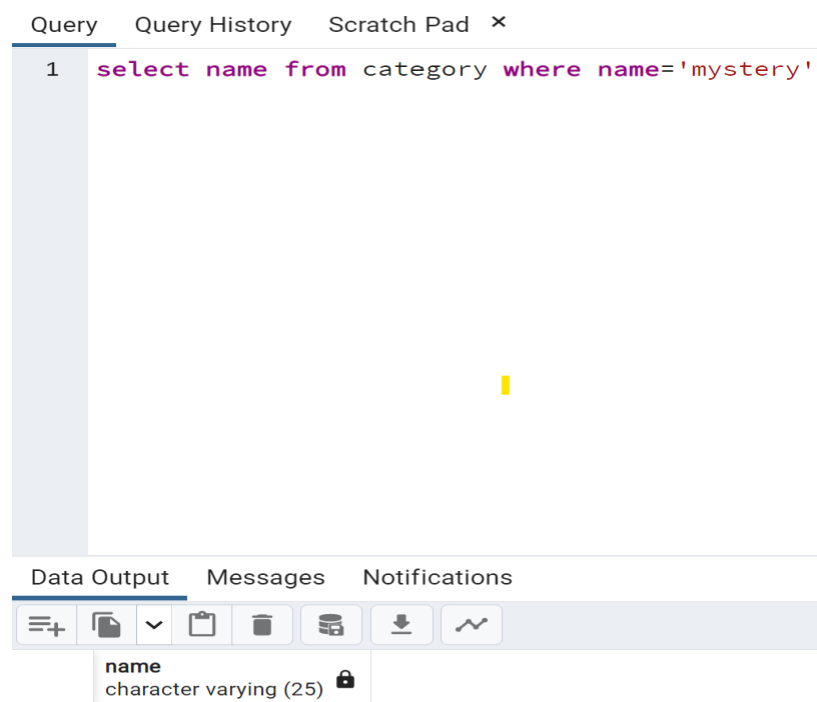 Query Query History Scratch Pad ×
1 select name from category where name='mystery'
Data Output Messages Notifications
name
character varying (25)